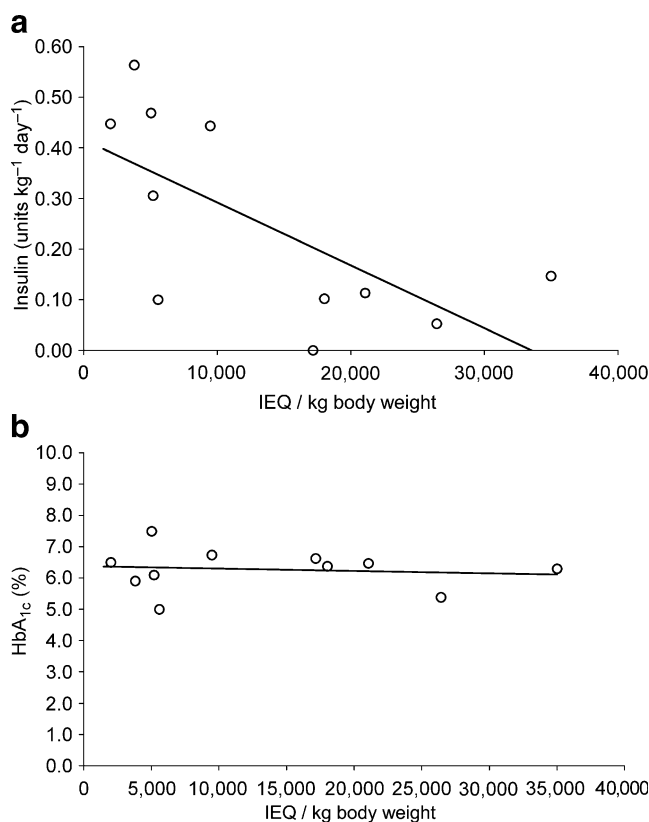 a
0.60
0.50
0.40
0.30
0.20
0.10
0.00
Insulin (units kg⁻¹ day⁻¹)
0 10,000 20,000 30,000 40,000
IEQ / kg body weight
b
10.0
9.0
8.0
7.0
6.0
5.0
4.0
3.0
2.0
1.0
0.0
HbA₁c (%)
0 5,000 10,000 15,000 20,000 25,000 30,000 35,000 40,000
IEQ / kg body weight